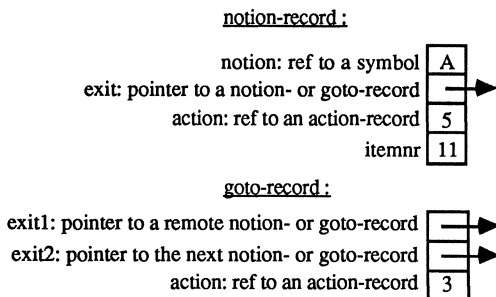 notion-record :
notion: ref to a symbol A
exit: pointer to a notion- or goto-record
action: ref to an action-record 5
itemnr 11
goto-record :
exit1: pointer to a remote notion- or goto-record
exit2: pointer to the next notion- or goto-record
action: ref to an action-record 3